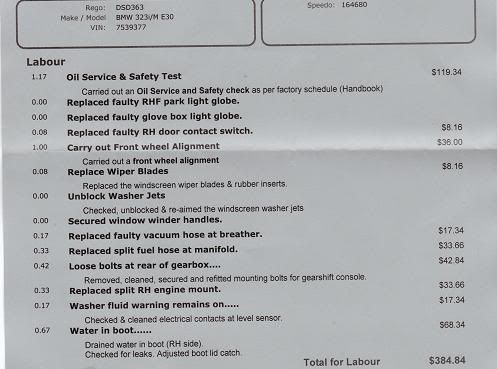 Rego: DSD363
Speedo: 164680
Make / Model BMW 323i/M E30
VIN: 7539377
Labour
1.17 Oil Service & Safety Test $119.34
Carried out an Oil Service and Safety check as per factory schedule (Handbook)
0.00 Replaced faulty RHF park light globe.
0.00 Replaced faulty glove box light globe.
0.08 Replaced faulty RH door contact switch. $8.16
1.00 Carry out Front wheel Alignment $36.00
Carried out a front wheel alignment
0.08 Replace Wiper Blades $8.16
Replaced the windscreen wiper blades & rubber inserts.
0.00 Unblock Washer Jets
Checked, unblocked & re-aimed the windscreen washer jets
0.00 Secured window winder handles.
0.17 Replaced faulty vacuum hose at breather. $17.34
0.33 Replaced split fuel hose at manifold. $33.66
0.42 Loose bolts at rear of gearbox.... $42.84
Removed, cleaned, secured and refitted mounting bolts for gearshift console.
0.33 Replaced split RH engine mount. $33.66
0.17 Washer fluid warning remains on..... $17.34
Checked & cleaned electrical contacts at level sensor.
0.67 Water in boot...... $68.34
Drained water in boot (RH side).
Checked for leaks. Adjusted boot lid catch.
Total for Labour $384.84